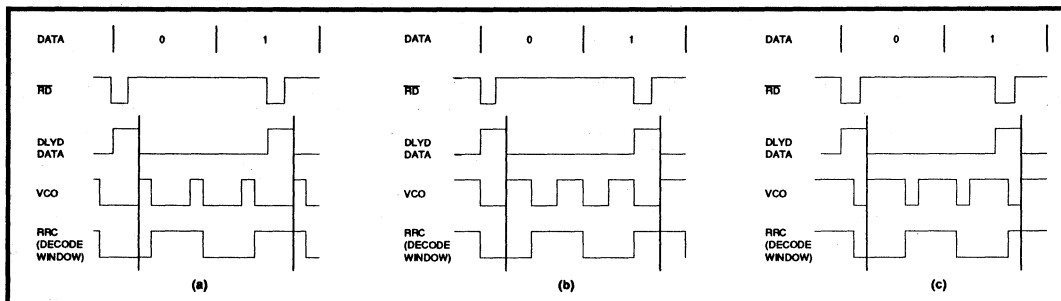 DATA 0 1
RD
DLYD
DATA
VCO
RRC
(DECODE
WINDOW)
(a)
DATA 0 1
RD
DLYD
DATA
VCO
RRC
(DECODE
WINDOW)
(b)
DATA 0 1
RD
DLYD
DATA
VCO
RRC
(DECODE
WINDOW)
(c)